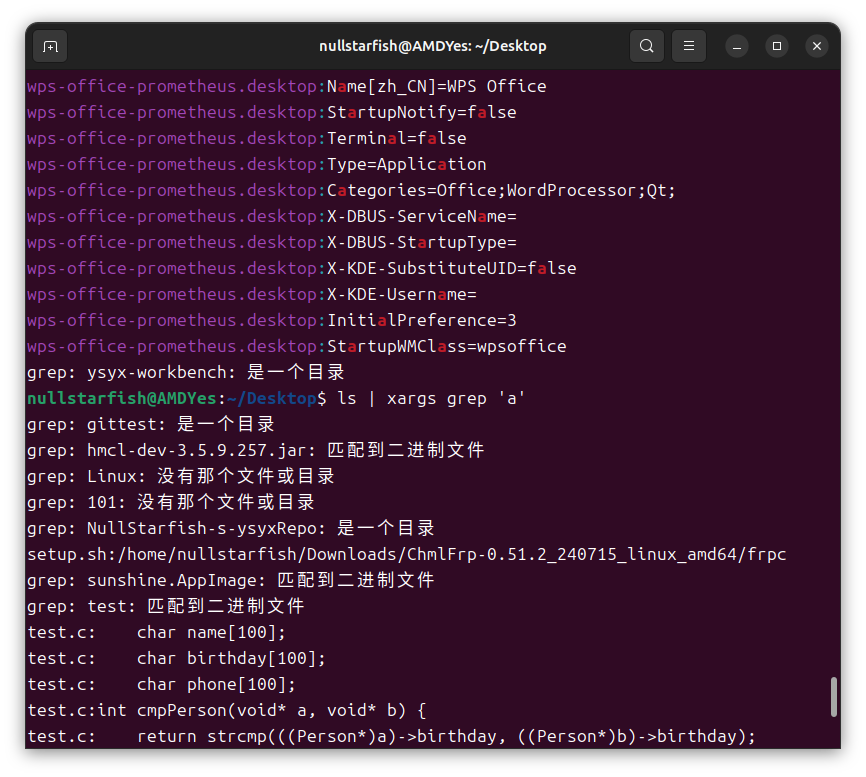 nullstarfish@AMDYes: ~/Desktop
wps-office-prometheus.desktop:Name[zh_CN]=WPS Office
wps-office-prometheus.desktop:StartupNotify=false
wps-office-prometheus.desktop:Terminal=false
wps-office-prometheus.desktop:Type=Application
wps-office-prometheus.desktop:Categories=Office;WordProcessor;Qt;
wps-office-prometheus.desktop:X-DBUS-ServiceName=
wps-office-prometheus.desktop:X-DBUS-StartupType=
wps-office-prometheus.desktop:X-KDE-SubstituteUID=false
wps-office-prometheus.desktop:X-KDE-Username=
wps-office-prometheus.desktop:InitialPreference=3
wps-office-prometheus.desktop:StartupWMClass=wpsoffice
grep: ysyx-workbench: 是一个目录
nullstarfish@AMDYes:~/Desktop$ ls | xargs grep 'a'
grep: gittest: 是一个目录
grep: hmcl-dev-3.5.9.257.jar: 匹配到二进制文件
grep: Linux: 没有那个文件或目录
grep: 101: 没有那个文件或目录
grep: NullStarfish-s-ysyxRepo: 是一个目录
setup.sh:/home/nullstarfish/Downloads/ChmlFrp-0.51.2_240715_linux_amd64/frpc
grep: sunshine.AppImage: 匹配到二进制文件
grep: test: 匹配到二进制文件
test.c:    char name[100];
test.c:    char birthday[100];
test.c:    char phone[100];
test.c:int cmpPerson(void* a, void* b) {
test.c:    return strcmp(((Person*)a)->birthday, ((Person*)b)->birthday);